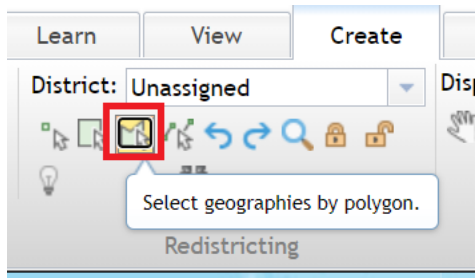 Learn View Create
District: Unassigned Disp
Select geographies by polygon.
Redistricting